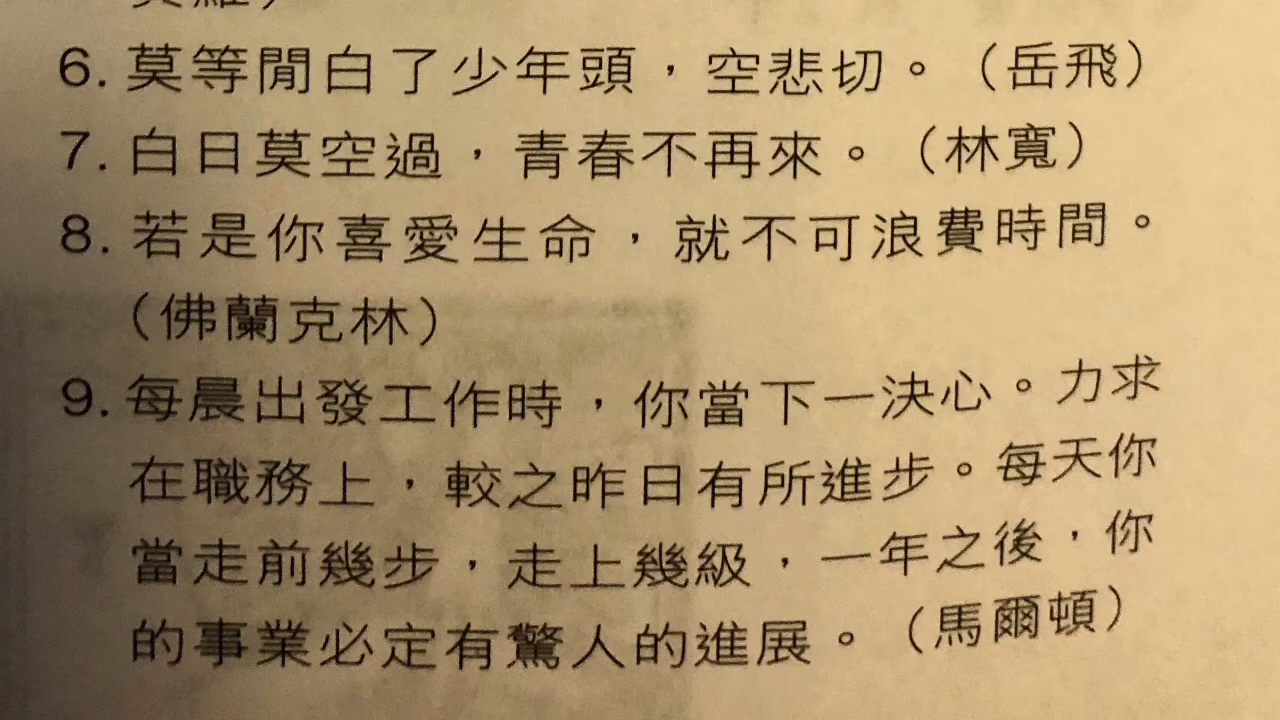 6. 莫等閒白了少年頭，空悲切。（岳飛）
7. 白日莫空過，青春不再來。（林寬）
8. 若是你喜愛生命，就不可浪費時間。
（佛蘭克林）
9. 每晨出發工作時，你當下一決心。力求
在職務上，較之昨日有所進步。每天你
當走前幾步，走上幾級，一年之後，你
的事業必定有驚人的進展。（馬爾頓）